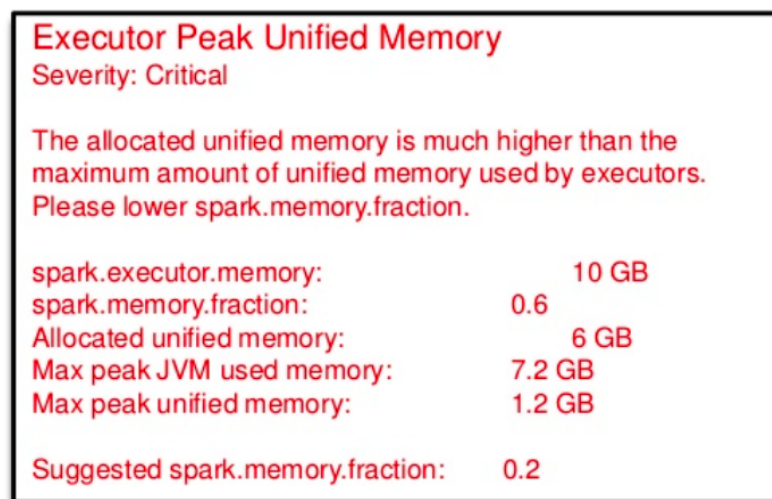 Executor Peak Unified Memory
Severity: Critical
The allocated unified memory is much higher than the
maximum amount of unified memory used by executors.
Please lower spark.memory.fraction.
spark.executor.memory: 10 GB
spark.memory.fraction: 0.6
Allocated unified memory: 6 GB
Max peak JVM used memory: 7.2 GB
Max peak unified memory: 1.2 GB
Suggested spark.memory.fraction: 0.2